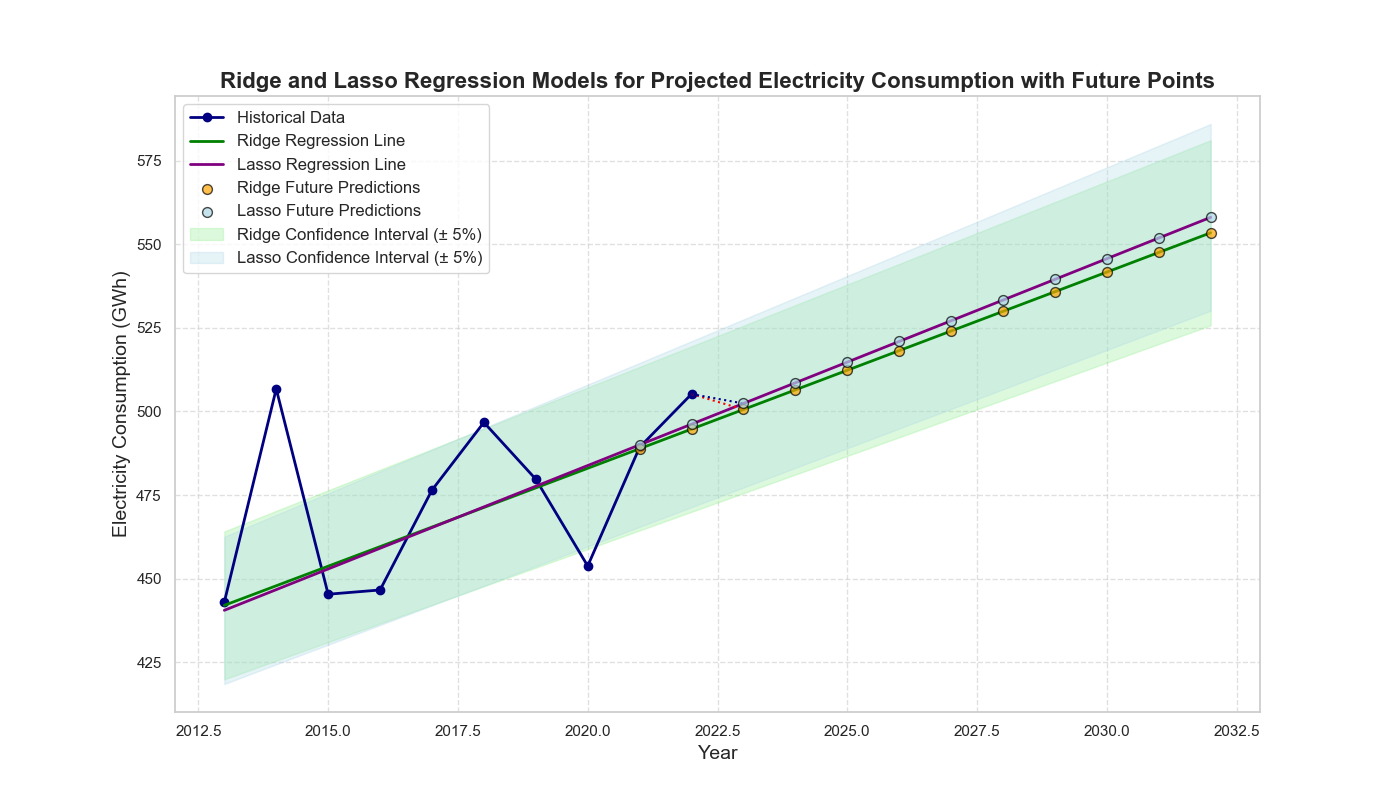 Ridge and Lasso Regression Models for Projected Electricity Consumption with Future Points
Historical Data
Ridge Regression Line
Lasso Regression Line
Ridge Future Predictions
Lasso Future Predictions
Ridge Confidence Interval (± 5%)
Lasso Confidence Interval (± 5%)
Electricity Consumption (GWh)
575
550
525
500
475
450
425
2012.5 2015.0 2017.5 2020.0 2022.5 2025.0 2027.5 2030.0 2032.5
Year